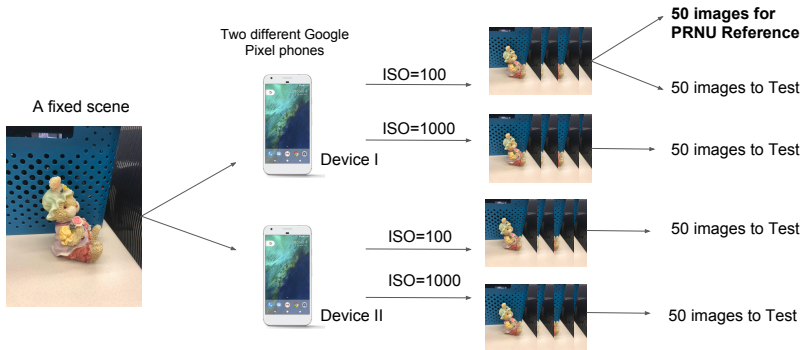 Two different Google
Pixel phones
A fixed scene
ISO=100
ISO=1000
Device I
ISO=100
ISO=1000
Device II
50 images for
PRNU Reference
50 images to Test
50 images to Test
50 images to Test
50 images to Test